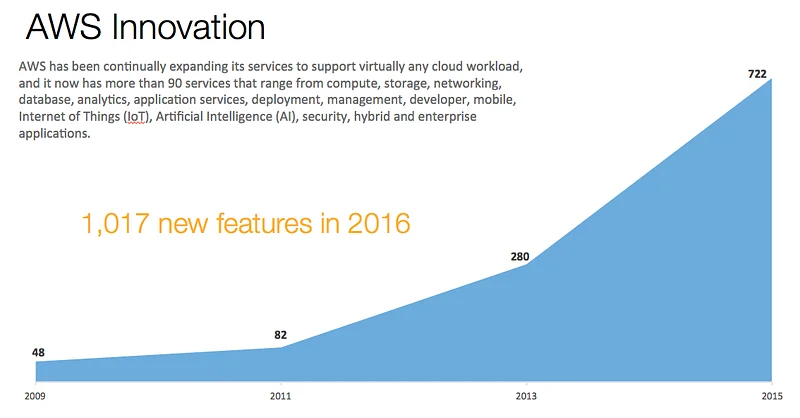 AWS Innovation
AWS has been continually expanding its services to support virtually any cloud workload,
and it now has more than 90 services that range from compute, storage, networking,
database, analytics, application services, deployment, management, developer, mobile,
Internet of Things (IoT), Artificial Intelligence (AI), security, hybrid and enterprise
applications.
722
1,017 new features in 2016
280
82
48
2009 2011 2013 2015